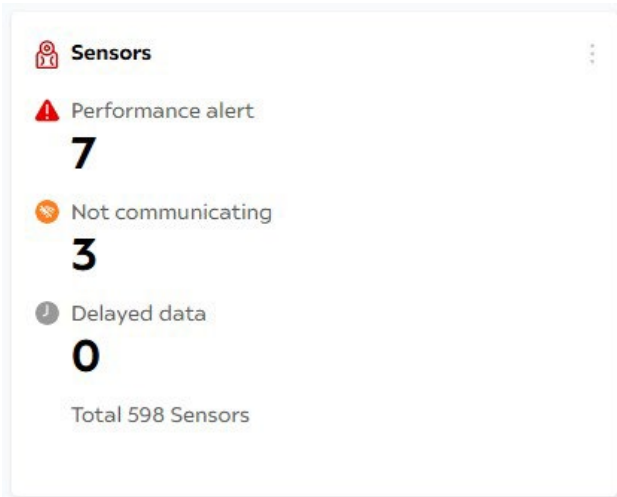 Sensors
Performance alert
7
Not communicating
3
Delayed data
0
Total 598 Sensors